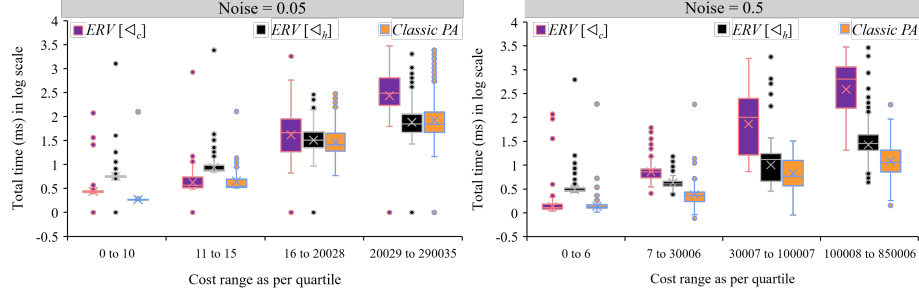 Noise = 0.05
ERV [◁c] ERV [◁h] Classic PA
Total time (ms) in log scale
4
3.5
3
2.5
2
1.5
1
0.5
0
-0.5
0 to 10 11 to 15 16 to 20028 20029 to 290035
Cost range as per quartile
Noise = 0.5
ERV [◁c] ERV [◁h] Classic PA
Total time (ms) in log scale
4
3.5
3
2.5
2
1.5
1
0.5
0
-0.5
0 to 6 7 to 30006 30007 to 100007 100008 to 850006
Cost range as per quartile